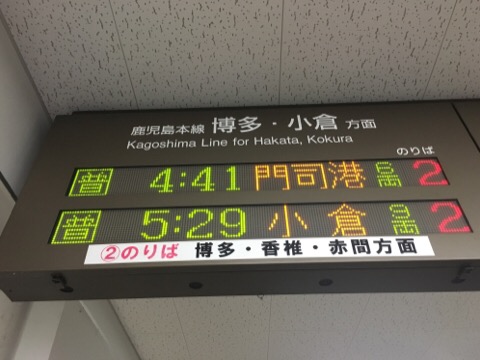 鹿児島本線 博多・小倉 方面
Kagoshima Line for Hakata, Kokura
のりば
普 4:41 門司港 6両 2
普 5:29 小倉 9両 2
②のりば 博多・香椎・赤間方面